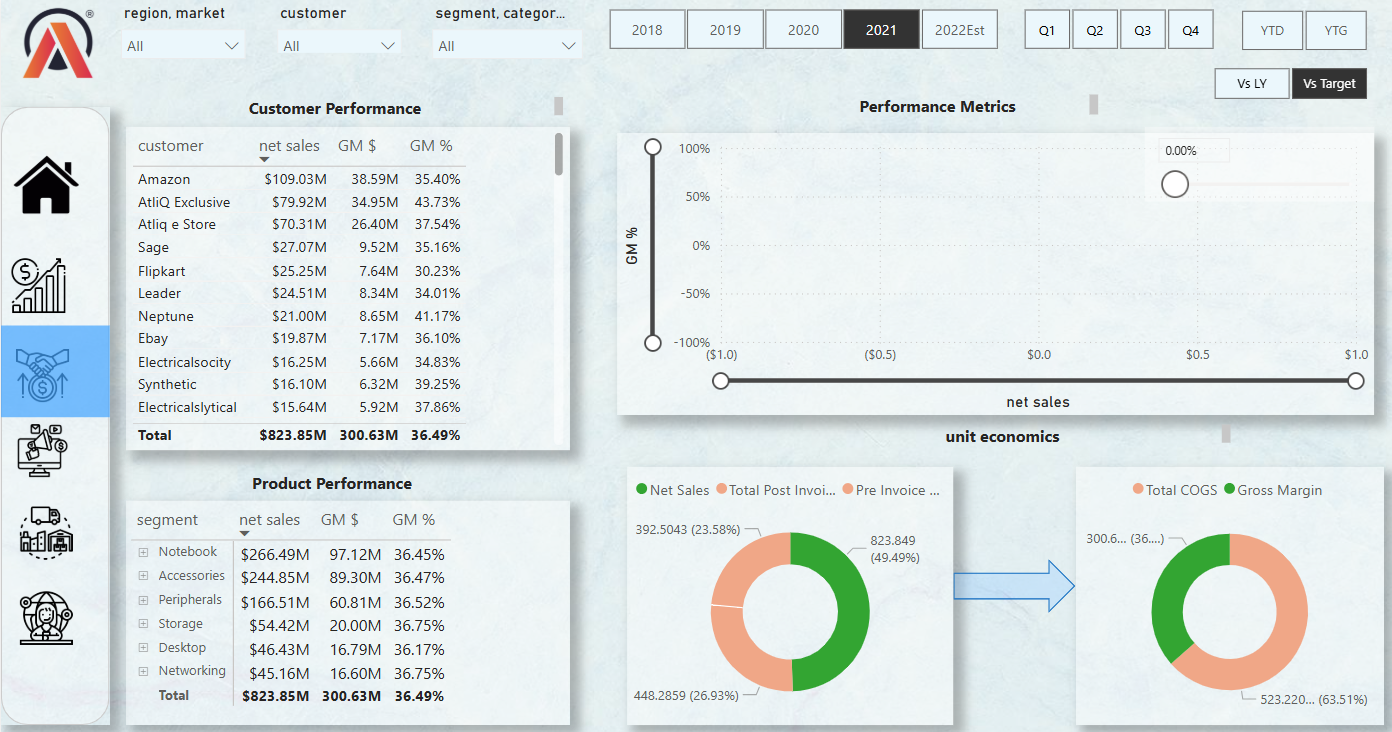 ®
region, market
customer
segment, categor...
All
All
All
2018
2019
2020
2021
2022Est
Q1
Q2
Q3
Q4
YTD
YTG
Vs LY
Vs Target
Customer Performance
customer net sales GM $ GM %
Amazon $109.03M 38.59M 35.40%
AtliQ Exclusive $79.92M 34.95M 43.73%
Atliq e Store $70.31M 26.40M 37.54%
Sage $27.07M 9.52M 35.16%
Flipkart $25.25M 7.64M 30.23%
Leader $24.51M 8.34M 34.01%
Neptune $21.00M 8.65M 41.17%
Ebay $19.87M 7.17M 36.10%
Electricalsocity $16.25M 5.66M 34.83%
Synthetic $16.10M 6.32M 39.25%
Electricalslytical $15.64M 5.92M 37.86%
Total $823.85M 300.63M 36.49%
Performance Metrics
0.00%
GM %
100%
50%
0%
-50%
-100%
($1.0) ($0.5) $0.0 $0.5 $1.0
net sales
Product Performance
segment net sales GM $ GM %
Notebook $266.49M 97.12M 36.45%
Accessories $244.85M 89.30M 36.47%
Peripherals $166.51M 60.81M 36.52%
Storage $54.42M 20.00M 36.75%
Desktop $46.43M 16.79M 36.17%
Networking $45.16M 16.60M 36.75%
Total $823.85M 300.63M 36.49%
unit economics
Net Sales Total Post Invoi... Pre Invoice ...
392.5043 (23.58%)
823.849
(49.49%)
448.2859 (26.93%)
Total COGS Gross Margin
300.6... (36....)
523.220... (63.51%)